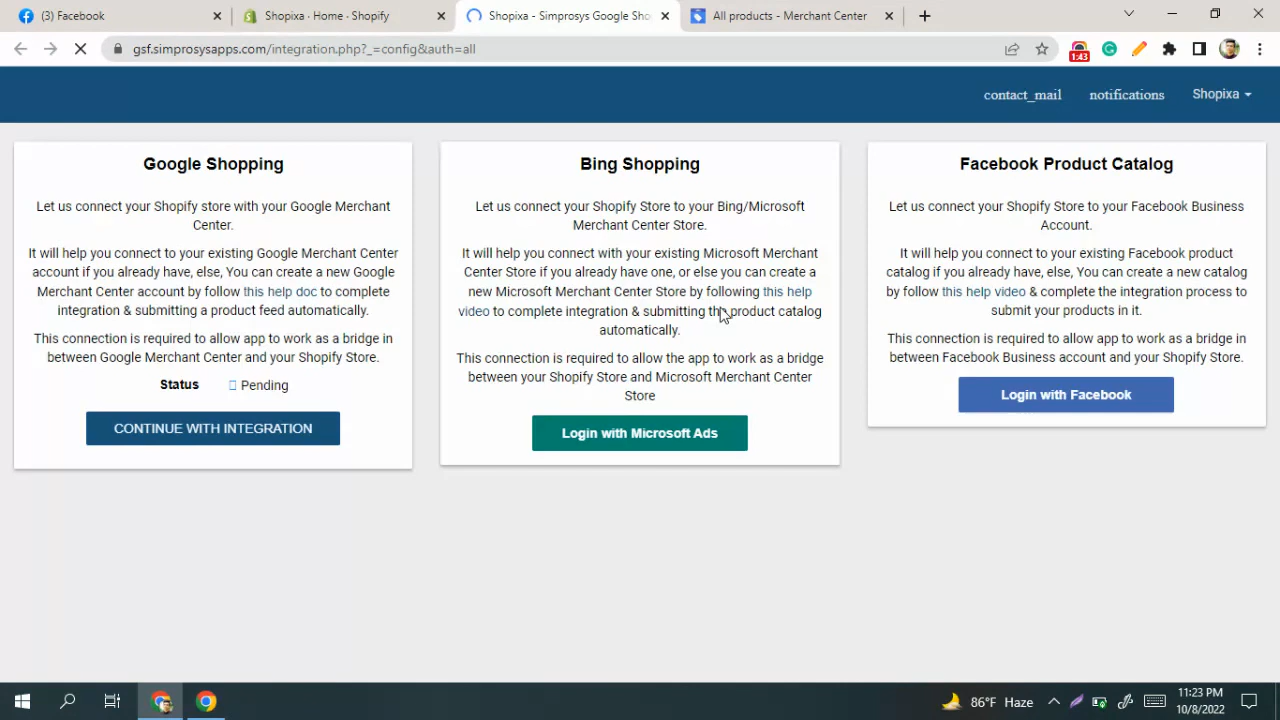 (3) Facebook
Shopixa · Home · Shopify
Shopixa - Simprosys Google Sho
All products - Merchant Center
gsf.simprosysapps.com/integration.php?_=config&auth=all
1:43
contact_mail
notifications
Shopixa
Google Shopping
Let us connect your Shopify store with your Google Merchant
Center.
It will help you connect to your existing Google Merchant Center
account if you already have, else, You can create a new Google
Merchant Center account by follow this help doc to complete
integration & submitting a product feed automatically.
This connection is required to allow app to work as a bridge in
between Google Merchant Center and your Shopify Store.
Status Pending
CONTINUE WITH INTEGRATION
Bing Shopping
Let us connect your Shopify Store to your Bing/Microsoft
Merchant Center Store.
It will help you connect with your existing Microsoft Merchant
Center Store if you already have one, or else you can create a
new Microsoft Merchant Center Store by following this help
video to complete integration & submitting the product catalog
automatically.
This connection is required to allow the app to work as a bridge
between your Shopify Store and Microsoft Merchant Center
Store
Login with Microsoft Ads
Facebook Product Catalog
Let us connect your Shopify Store to your Facebook Business
Account.
It will help you connect to your existing Facebook product
catalog if you already have, else, You can create a new catalog
by follow this help video & complete the integration process to
submit your products in it.
This connection is required to allow app to work as a bridge in
between Facebook Business account and your Shopify Store.
Login with Facebook
86°F Haze
11:23 PM
10/8/2022